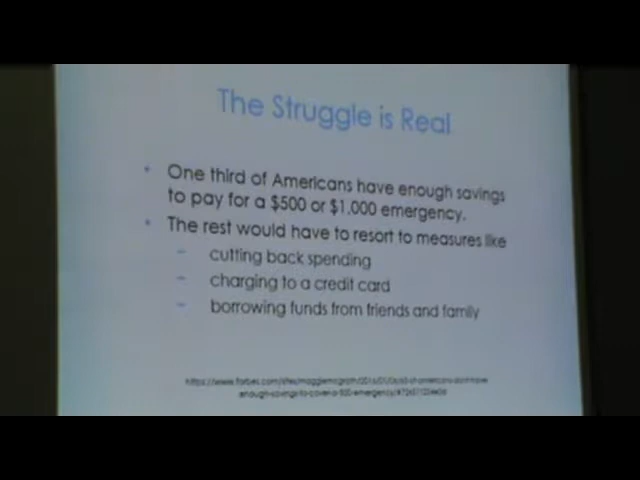 The Struggle is Real
• One third of Americans have enough savings
to pay for a $500 or $1,000 emergency.
• The rest would have to resort to measures like
– cutting back spending
– charging to a credit card
– borrowing funds from friends and family